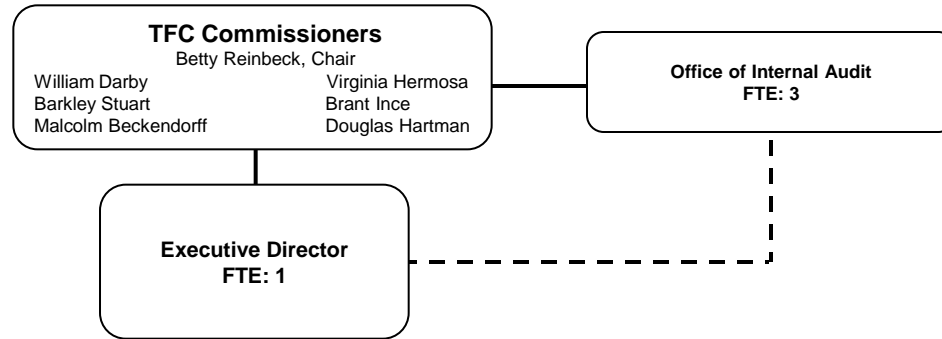 TFC Commissioners
Betty Reinbeck, Chair
William Darby
Barkley Stuart
Malcolm Beckendorff
Virginia Hermosa
Brant Ince
Douglas Hartman
Office of Internal Audit
FTE: 3
Executive Director
FTE: 1